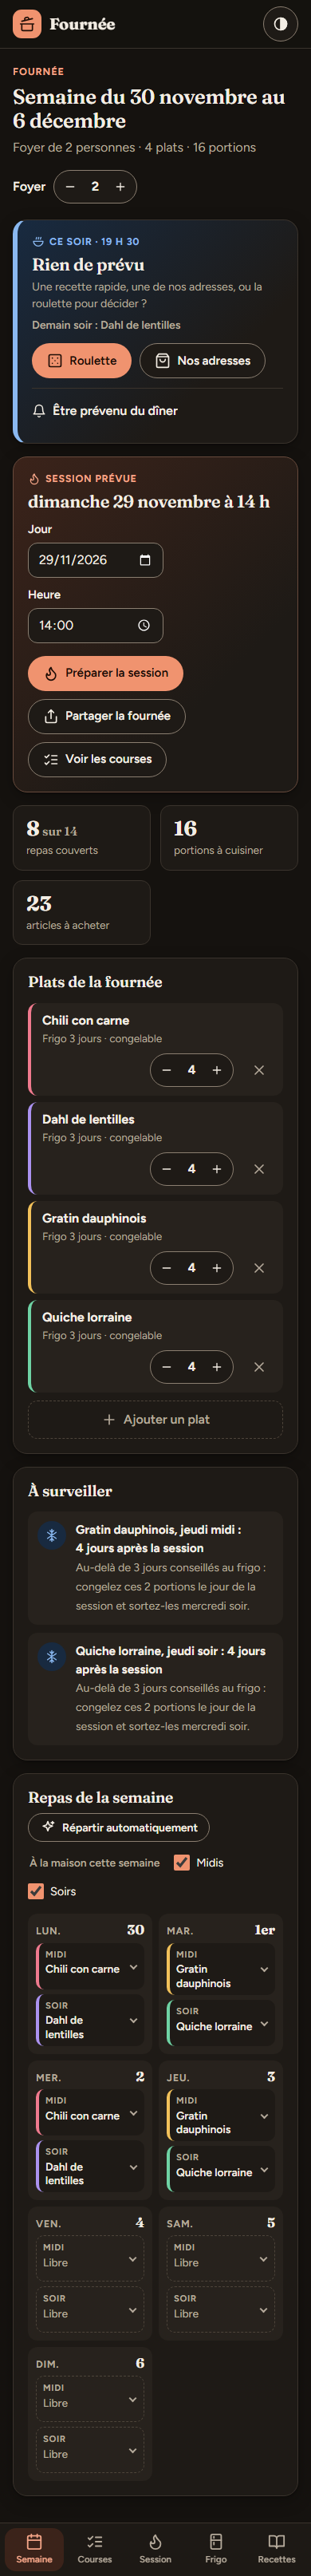 Fournée
FOURNÉE
Semaine du 30 novembre au
6 décembre
Foyer de 2 personnes · 4 plats · 16 portions
Foyer − 2 +
CE SOIR · 19 H 30
Rien de prévu
Une recette rapide, une de nos adresses, ou la
roulette pour décider ?
Demain soir : Dahl de lentilles
Roulette
Nos adresses
Être prévenu du dîner
SESSION PRÉVUE
dimanche 29 novembre à 14 h
Jour
29/11/2026
Heure
14:00
Préparer la session
Partager la fournée
Voir les courses
8 sur 14
repas couverts
16
portions à cuisiner
23
articles à acheter
Plats de la fournée
Chili con carne
Frigo 3 jours · congelable
− 4 +
Dahl de lentilles
Frigo 3 jours · congelable
− 4 +
Gratin dauphinois
Frigo 3 jours · congelable
− 4 +
Quiche lorraine
Frigo 3 jours · congelable
− 4 +
+ Ajouter un plat
À surveiller
Gratin dauphinois, jeudi midi :
4 jours après la session
Au-delà de 3 jours conseillés au frigo :
congelez ces 2 portions le jour de la
session et sortez-les mercredi soir.
Quiche lorraine, jeudi soir : 4 jours
après la session
Au-delà de 3 jours conseillés au frigo :
congelez ces 2 portions le jour de la
session et sortez-les mercredi soir.
Repas de la semaine
Répartir automatiquement
À la maison cette semaine
Midis
Soirs
LUN. 30
MIDI
Chili con carne
SOIR
Dahl de
lentilles
MAR. 1er
MIDI
Gratin
dauphinois
SOIR
Quiche lorraine
MER. 2
MIDI
Chili con carne
SOIR
Dahl de
lentilles
JEU. 3
MIDI
Gratin
dauphinois
SOIR
Quiche lorraine
VEN. 4
MIDI
Libre
SOIR
Libre
SAM. 5
MIDI
Libre
SOIR
Libre
DIM. 6
MIDI
Libre
SOIR
Libre
Semaine
Courses
Session
Frigo
Recettes